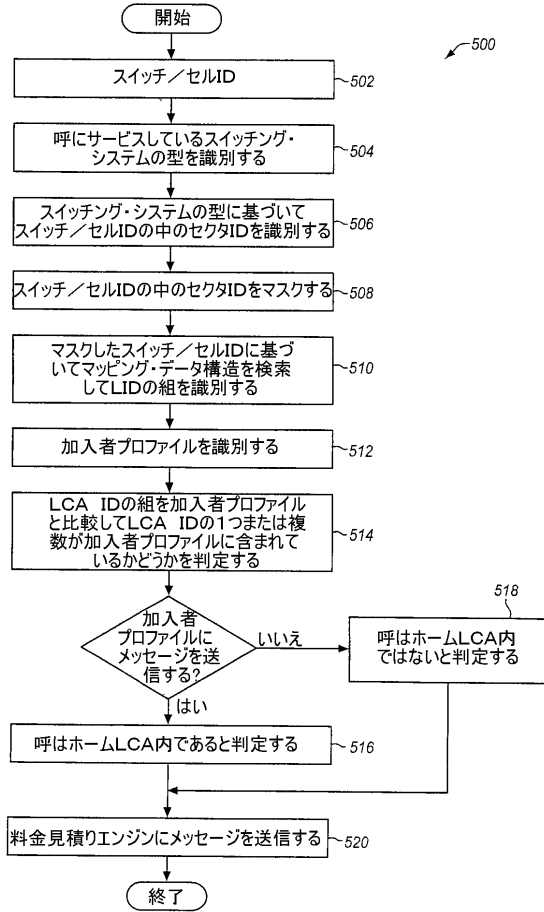 開始
500
スイッチ／セルID
502
呼にサービスしているスイッチング・
システムの型を識別する
504
スイッチング・システムの型に基づいて
スイッチ／セルIDの中のセクタIDを識別する
506
スイッチ／セルIDの中のセクタIDをマスクする
508
マスクしたスイッチ／セルIDに基づ
いてマッピング・データ構造を検索
してLIDの組を識別する
510
加入者プロファイルを識別する
512
LCA IDの組を加入者プロファイル
と比較してLCA IDの1つまたは複
数が加入者プロファイルに含まれて
いるかどうかを判定する
514
加入者
プロファイルに
メッセージを送
信する?
いいえ
518
呼はホームLCA内
ではないと判定する
はい
呼はホームLCA内であると判定する
516
料金見積りエンジンにメッセージを送信する
520
終了